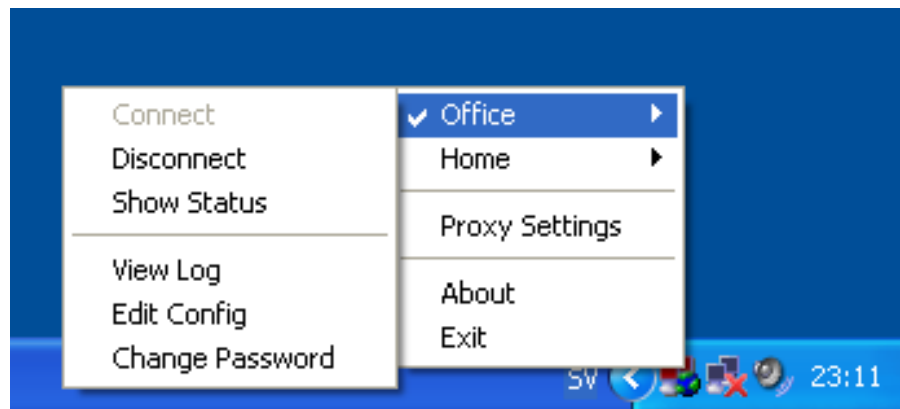 Connect
Disconnect
Show Status
View Log
Edit Config
Change Password
Office
Home
Proxy Settings
About
Exit
SV
23:11